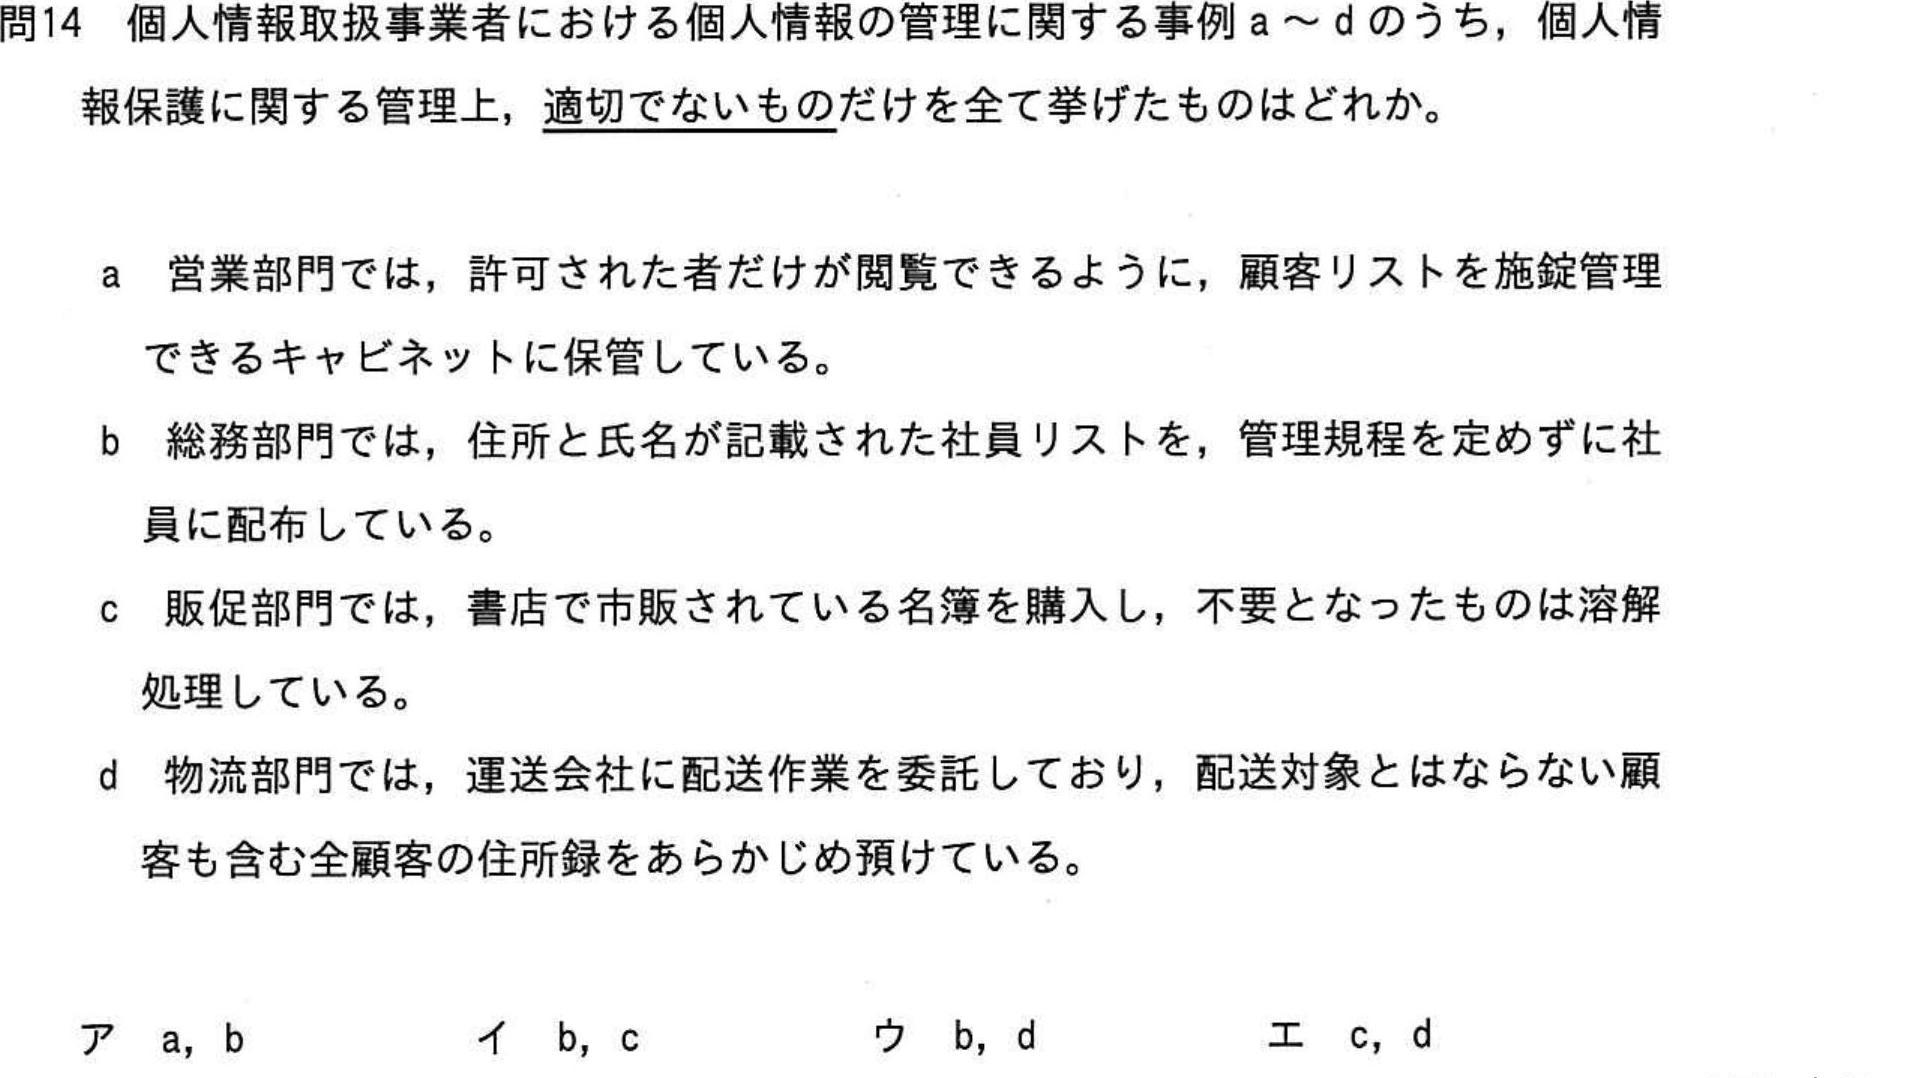 問14　個人情報取扱事業者における個人情報の管理に関する事例 a ～ d のうち，個人情
報保護に関する管理上，適切でないものだけを全て挙げたものはどれか。
a　営業部門では，許可された者だけが閲覧できるように，顧客リストを施錠管理
できるキャビネットに保管している。
b　総務部門では，住所と氏名が記載された社員リストを，管理規程を定めずに社
員に配布している。
c　販促部門では，書店で市販されている名簿を購入し，不要となったものは溶解
処理している。
d　物流部門では，運送会社に配送作業を委託しており，配送対象とはならない顧
客も含む全顧客の住所録をあらかじめ預けている。
ア　a，b　イ　b，c　ウ　b，d　エ　c，d